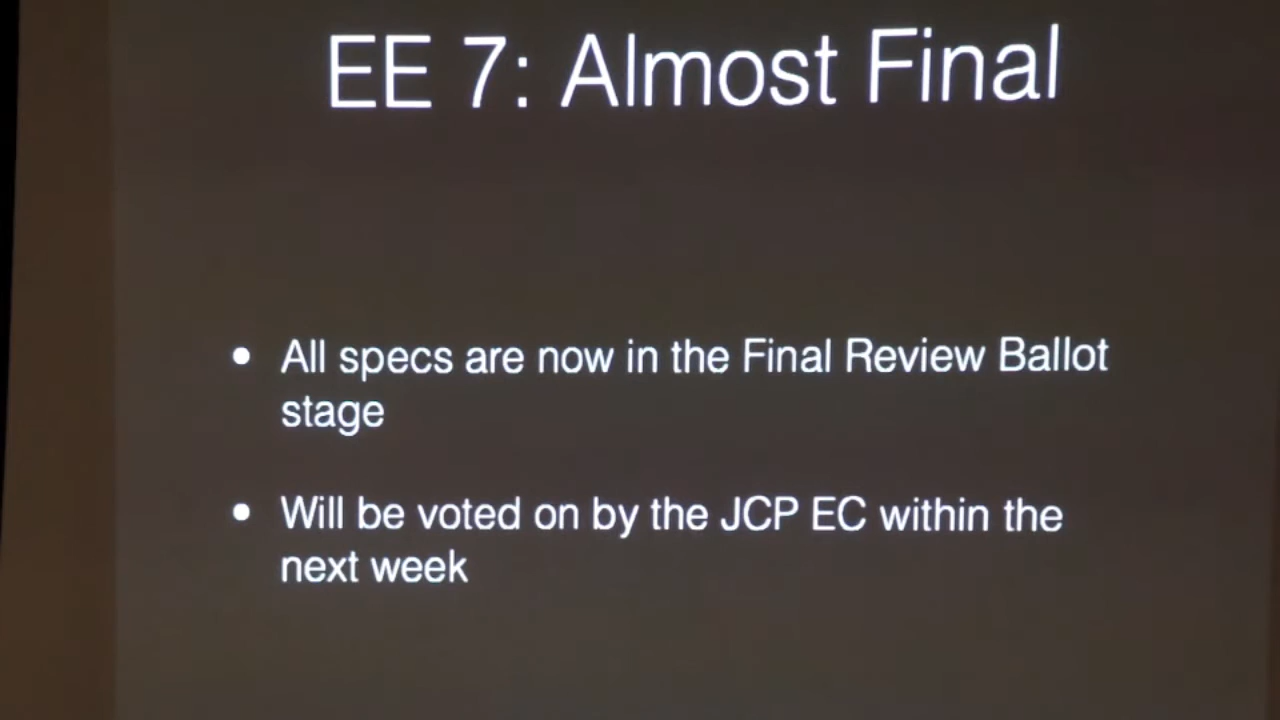 EE 7: Almost Final
• All specs are now in the Final Review Ballot
stage
• Will be voted on by the JCP EC within the
next week